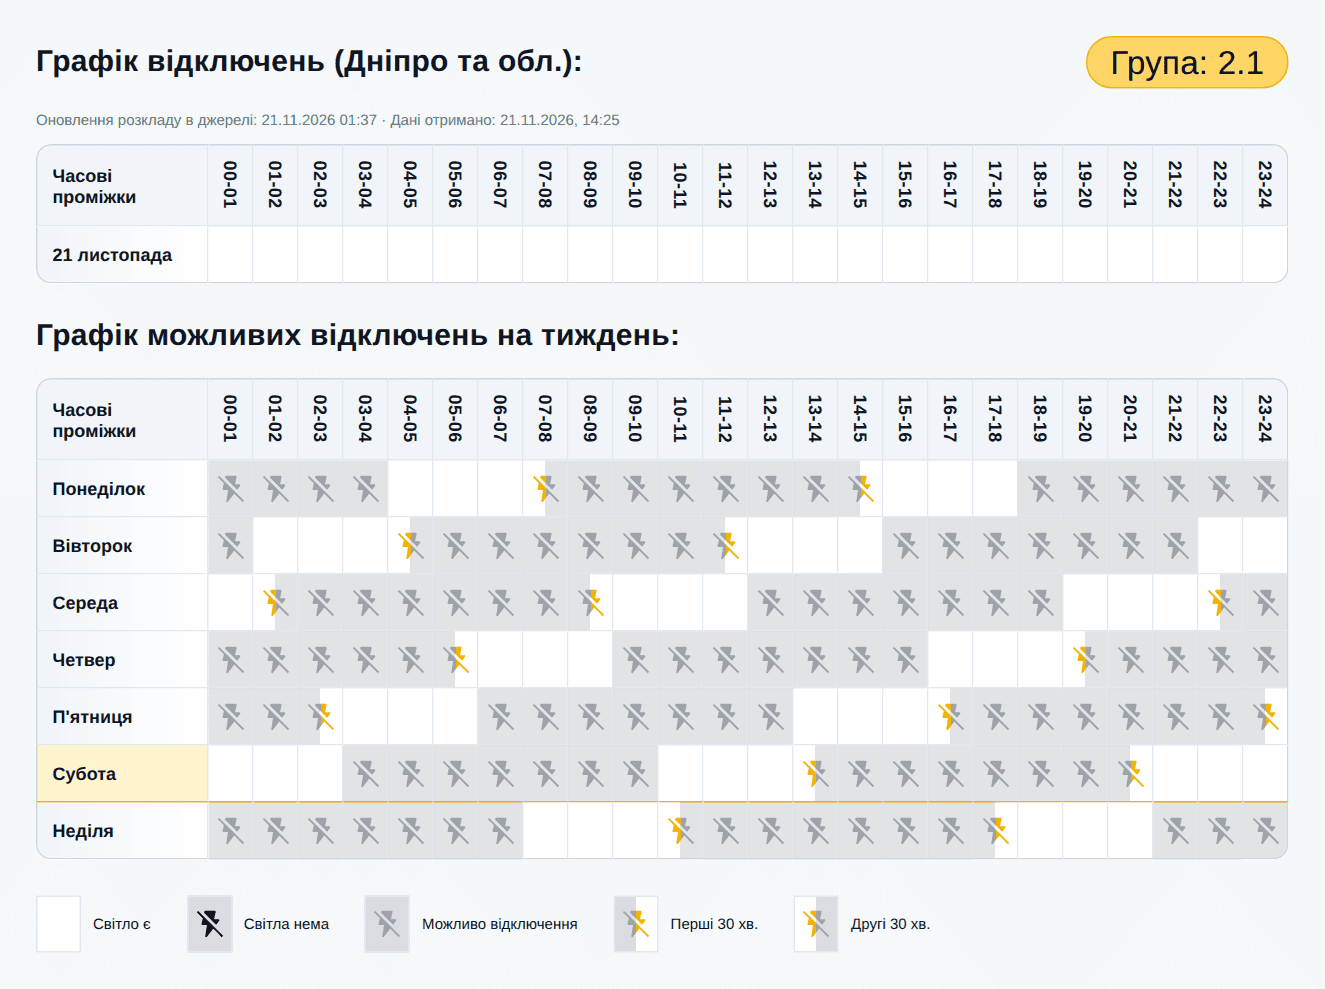 Графік відключень (Дніпро та обл.):
Група: 2.1
Оновлення розкладу в джерелі: 21.11.2026 01:37 · Дані отримано: 21.11.2026, 14:25
Часові проміжки 00-01 01-02 02-03 03-04 04-05 05-06 06-07 07-08 08-09 09-10 10-11 11-12 12-13 13-14 14-15 15-16 16-17 17-18 18-19 19-20 20-21 21-22 22-23 23-24
21 листопада
Графік можливих відключень на тиждень:
Часові проміжки 00-01 01-02 02-03 03-04 04-05 05-06 06-07 07-08 08-09 09-10 10-11 11-12 12-13 13-14 14-15 15-16 16-17 17-18 18-19 19-20 20-21 21-22 22-23 23-24
Понеділок
Вівторок
Середа
Четвер
П'ятниця
Субота
Неділя
Світло є Світла нема Можливо відключення Перші 30 хв. Другі 30 хв.